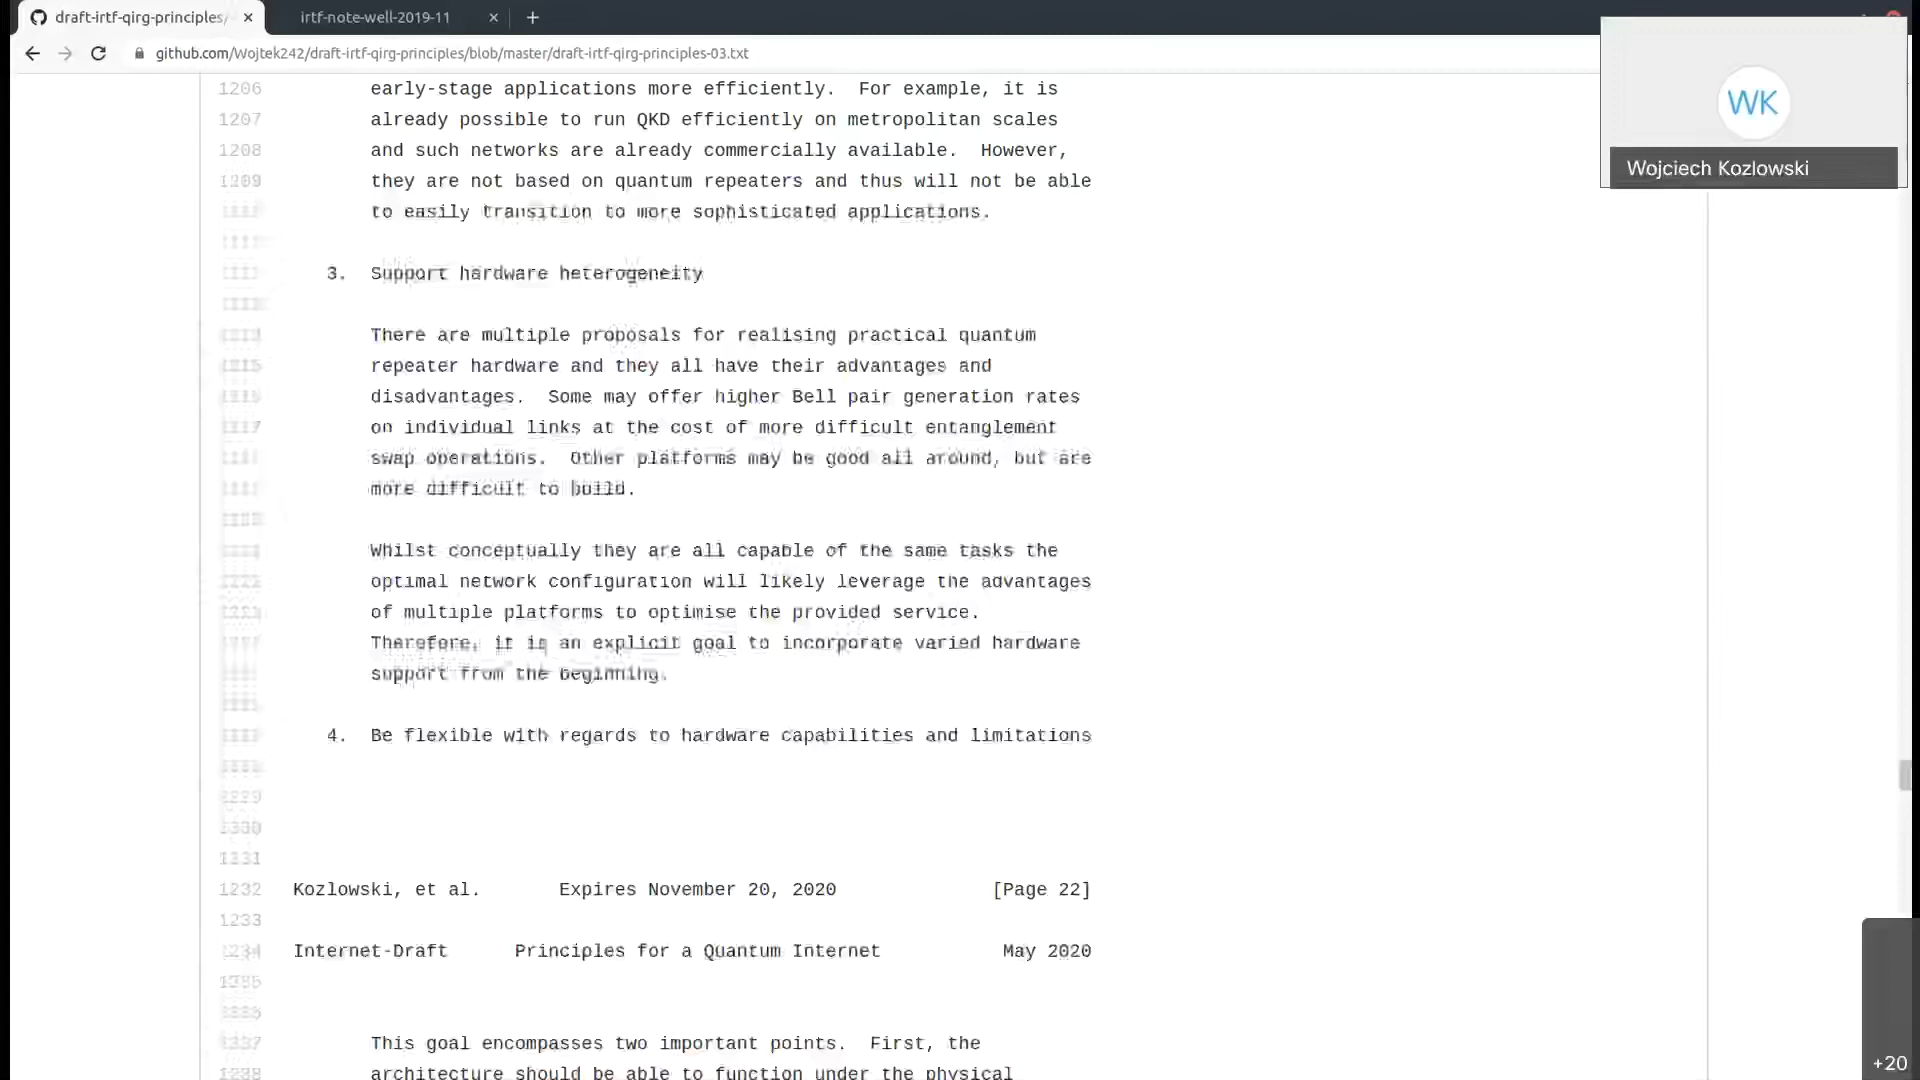 draft-irtf-qirg-principles/
irtf-note-well-2019-11
github.com/Wojtek242/draft-irtf-qirg-principles/blob/master/draft-irtf-qirg-principles-03.txt
WK
Wojciech Kozlowski
1206 early-stage applications more efficiently. For example, it is
1207 already possible to run QKD efficiently on metropolitan scales
1208 and such networks are already commercially available. However,
1209 they are not based on quantum repeaters and thus will not be able
to easily transition to more sophisticated applications.
3. Support hardware heterogeneity
There are multiple proposals for realising practical quantum
repeater hardware and they all have their advantages and
disadvantages. Some may offer higher Bell pair generation rates
on individual links at the cost of more difficult entanglement
swap operations. Other platforms may be good all around, but are
more difficult to build.
Whilst conceptually they are all capable of the same tasks the
optimal network configuration will likely leverage the advantages
of multiple platforms to optimise the provided service.
Therefore, it is an explicit goal to incorporate varied hardware
support from the beginning.
4. Be flexible with regards to hardware capabilities and limitations
1232 Kozlowski, et al. Expires November 20, 2020 [Page 22]
1233
1234 Internet-Draft Principles for a Quantum Internet May 2020
1237 This goal encompasses two important points. First, the
1238 architecture should be able to function under the physical
+20